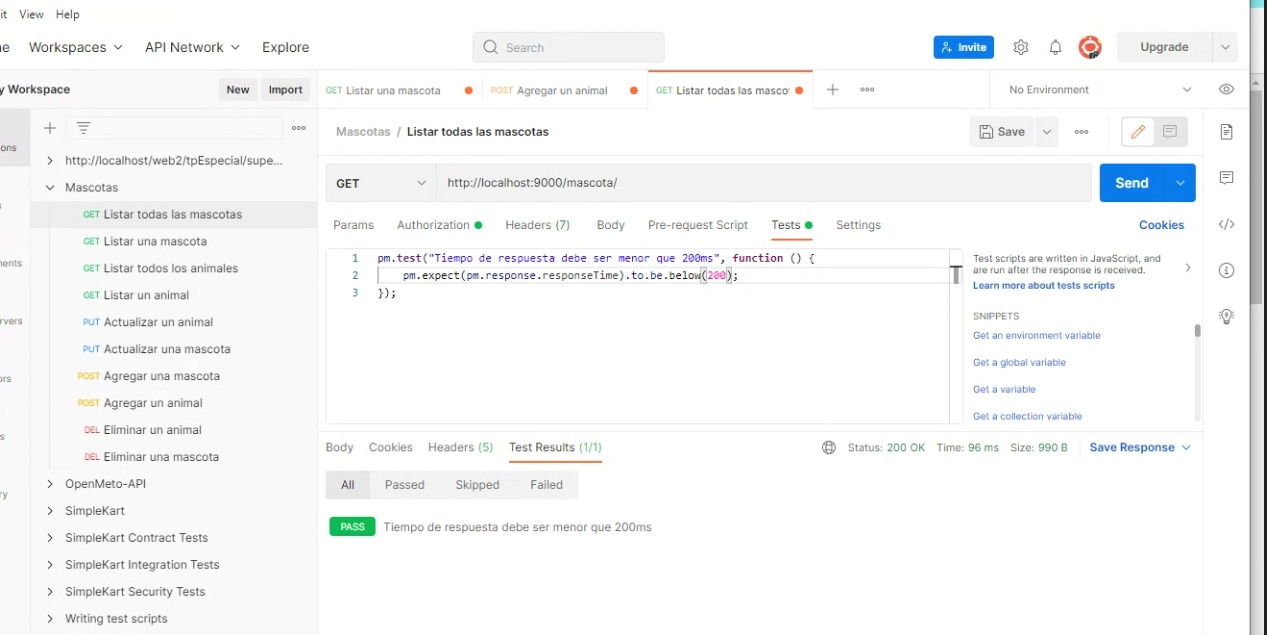 it View Help
ne Workspaces API Network Explore Search Invite Upgrade
y Workspace New Import
GET Listar una mascota POST Agregar un animal GET Listar todas las masco No Environment
Mascotas / Listar todas las mascotas Save
ons
http://localhost/web2/tpEspecial/supe...
Mascotas
GET Listar todas las mascotas
GET Listar una mascota
GET Listar todos los animales
ments
GET Listar un animal
PUT Actualizar un animal
rvers
PUT Actualizar una mascota
POST Agregar una mascota
ors
POST Agregar un animal
DEL Eliminar un animal
s
DEL Eliminar una mascota
OpenMeto-API
ry
SimpleKart
SimpleKart Contract Tests
SimpleKart Integration Tests
SimpleKart Security Tests
Writing test scripts
GET http://localhost:9000/mascota/ Send
Params Authorization Headers (7) Body Pre-request Script Tests Settings Cookies
1 pm.test("Tiempo de respuesta debe ser menor que 200ms", function () {
2 pm.expect(pm.response.responseTime).to.be.below(200);
3 });
Test scripts are written in JavaScript, and
are run after the response is received.
Learn more about tests scripts
SNIPPETS
Get an environment variable
Get a global variable
Get a variable
Get a collection variable
Body Cookies Headers (5) Test Results (1/1) Status: 200 OK Time: 96 ms Size: 990 B Save Response
All Passed Skipped Failed
PASS Tiempo de respuesta debe ser menor que 200ms